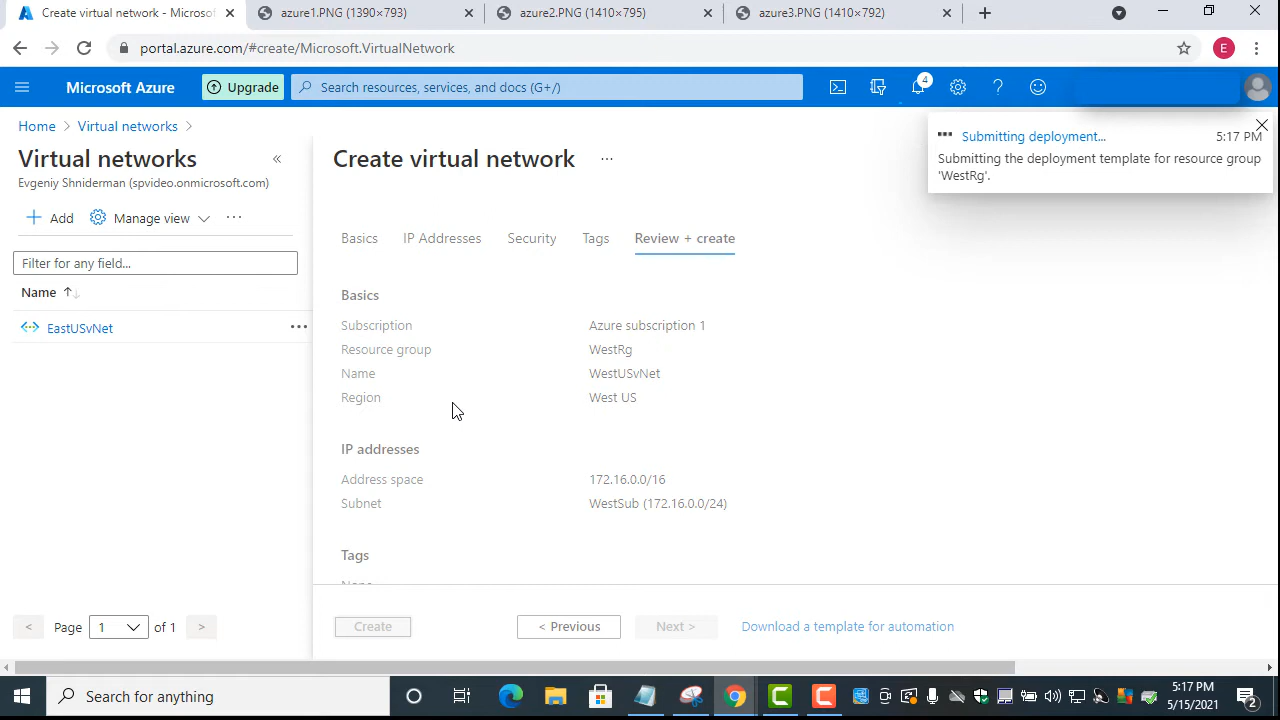 Create virtual network - Microsof
azure1.PNG (1390×793)
azure2.PNG (1410×795)
azure3.PNG (1410×792)
portal.azure.com/#create/Microsoft.VirtualNetwork
E
Microsoft Azure
Upgrade
Search resources, services, and docs (G+/)
4
Home > Virtual networks >
Submitting deployment...
5:17 PM
Submitting the deployment template for resource group
'WestRg'.
Virtual networks
«
Evgeniy Shniderman (spvideo.onmicrosoft.com)
Add
Manage view
...
Filter for any field...
Name ↑↓
EastUSvNet
...
< Page 1 of 1 >
Create virtual network
...
Basics
IP Addresses
Security
Tags
Review + create
Basics
Subscription
Azure subscription 1
Resource group
WestRg
Name
WestUSvNet
Region
West US
IP addresses
Address space
172.16.0.0/16
Subnet
WestSub (172.16.0.0/24)
Tags
None
Create
< Previous
Next >
Download a template for automation
Search for anything
5:17 PM
5/15/2021
2